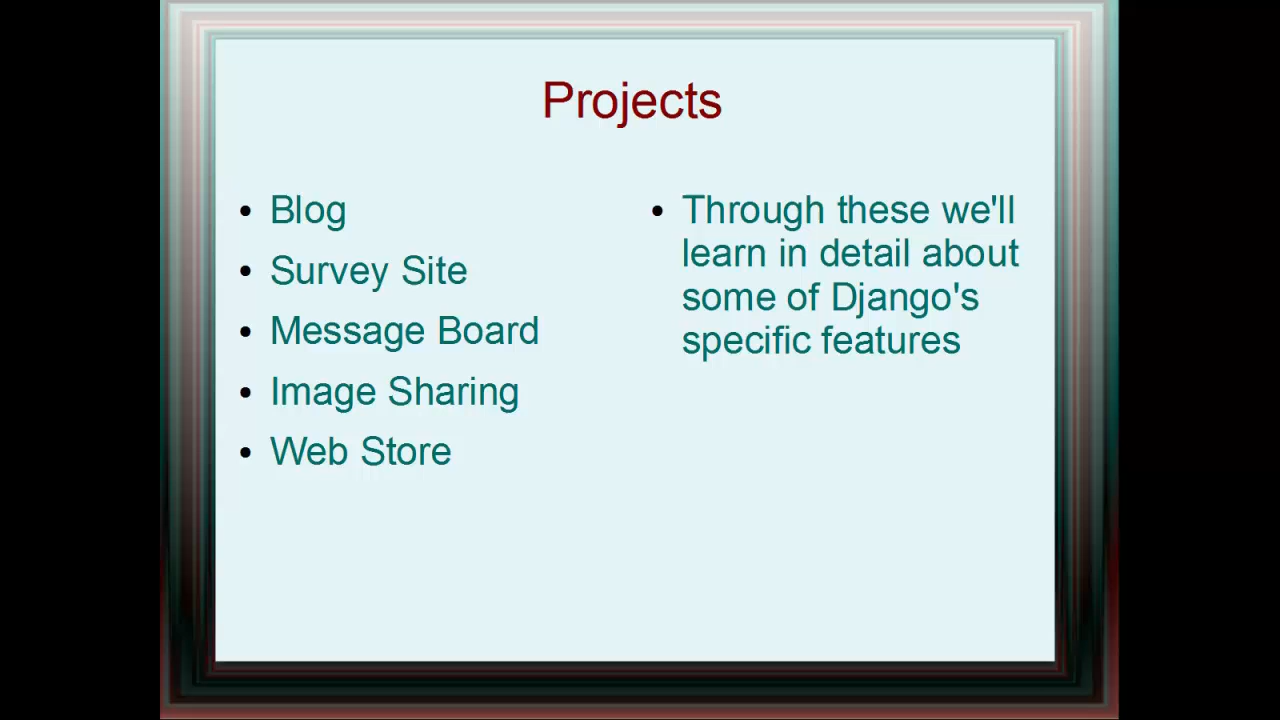 Projects
• Blog
• Survey Site
• Message Board
• Image Sharing
• Web Store
• Through these we'll
learn in detail about
some of Django's
specific features